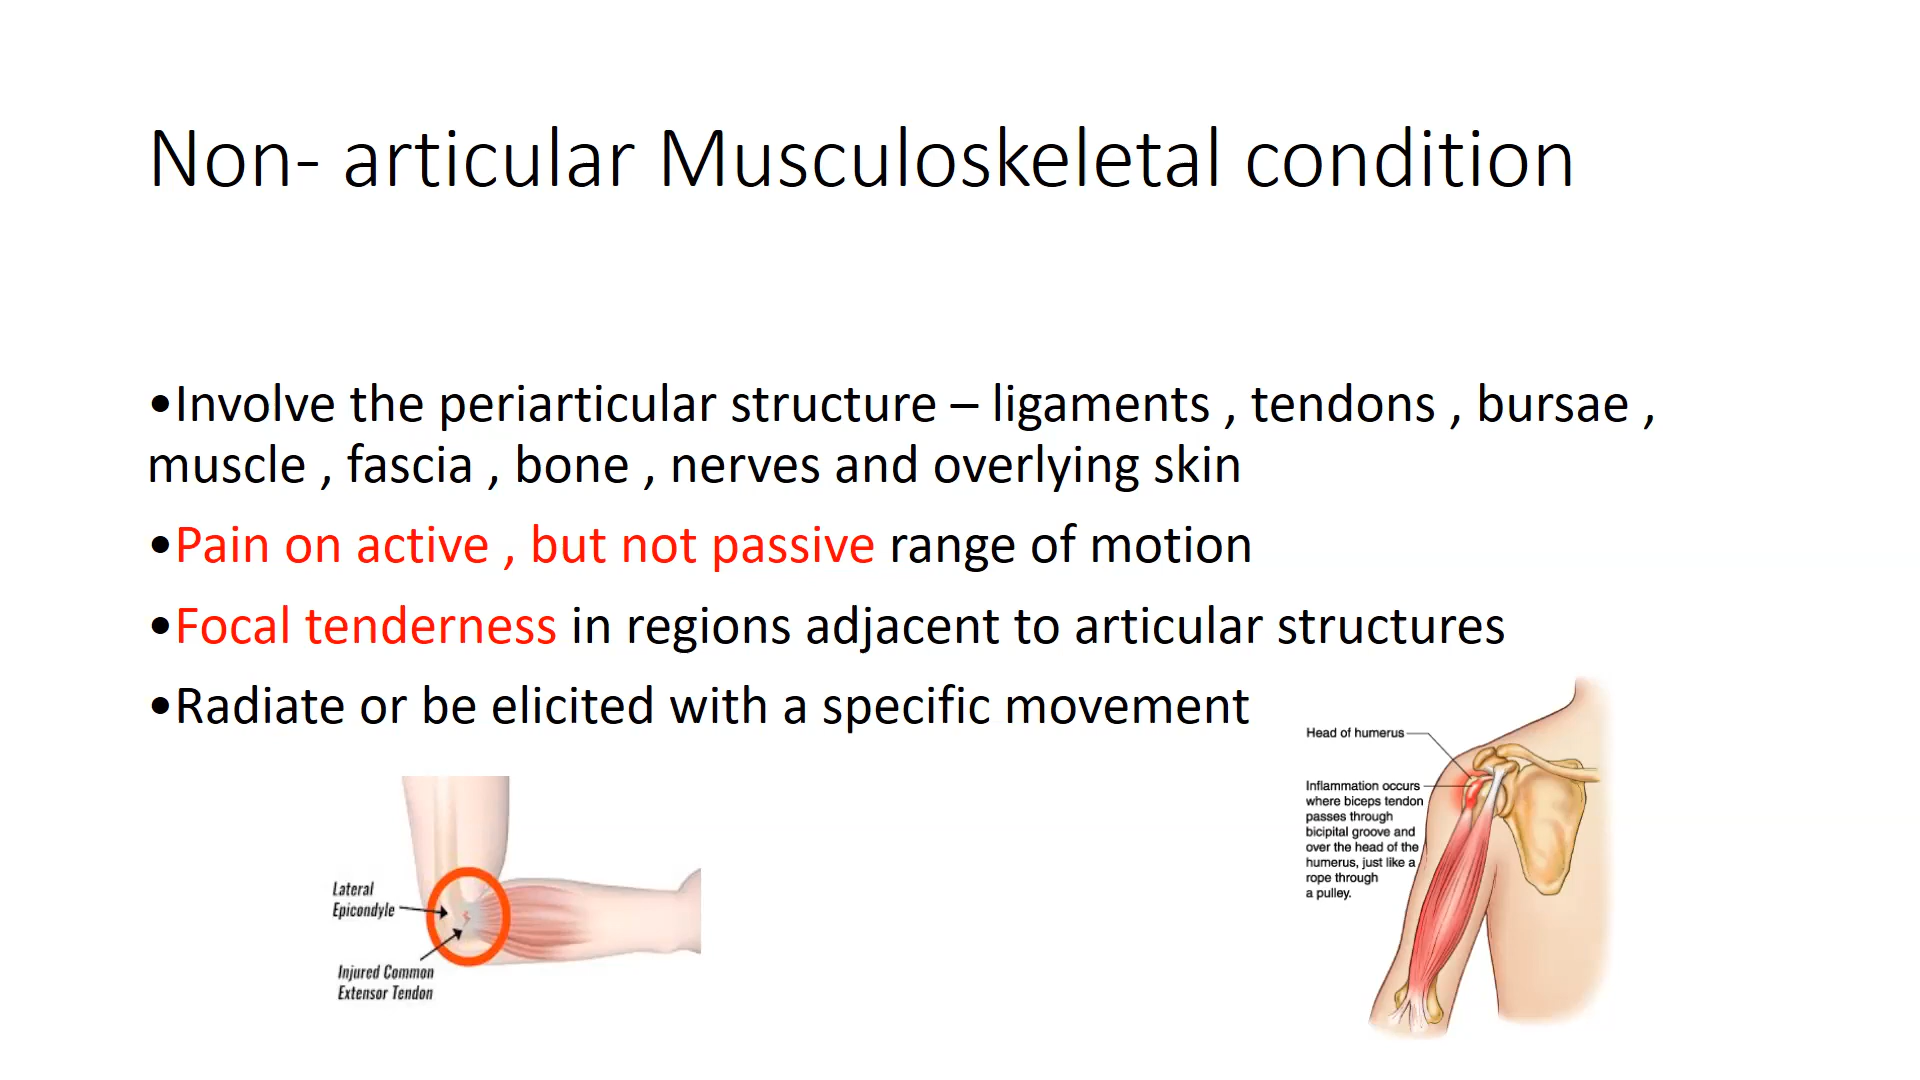 Non- articular Musculoskeletal condition
•Involve the periarticular structure – ligaments , tendons , bursae ,
muscle , fascia , bone , nerves and overlying skin
•Pain on active , but not passive range of motion
•Focal tenderness in regions adjacent to articular structures
•Radiate or be elicited with a specific movement
Lateral
Epicondyle
Injured Common
Extensor Tendon
Head of humerus
Inflammation occurs
where biceps tendon
passes through
bicipital groove and
over the head of the
humerus, just like a
rope through
a pulley.